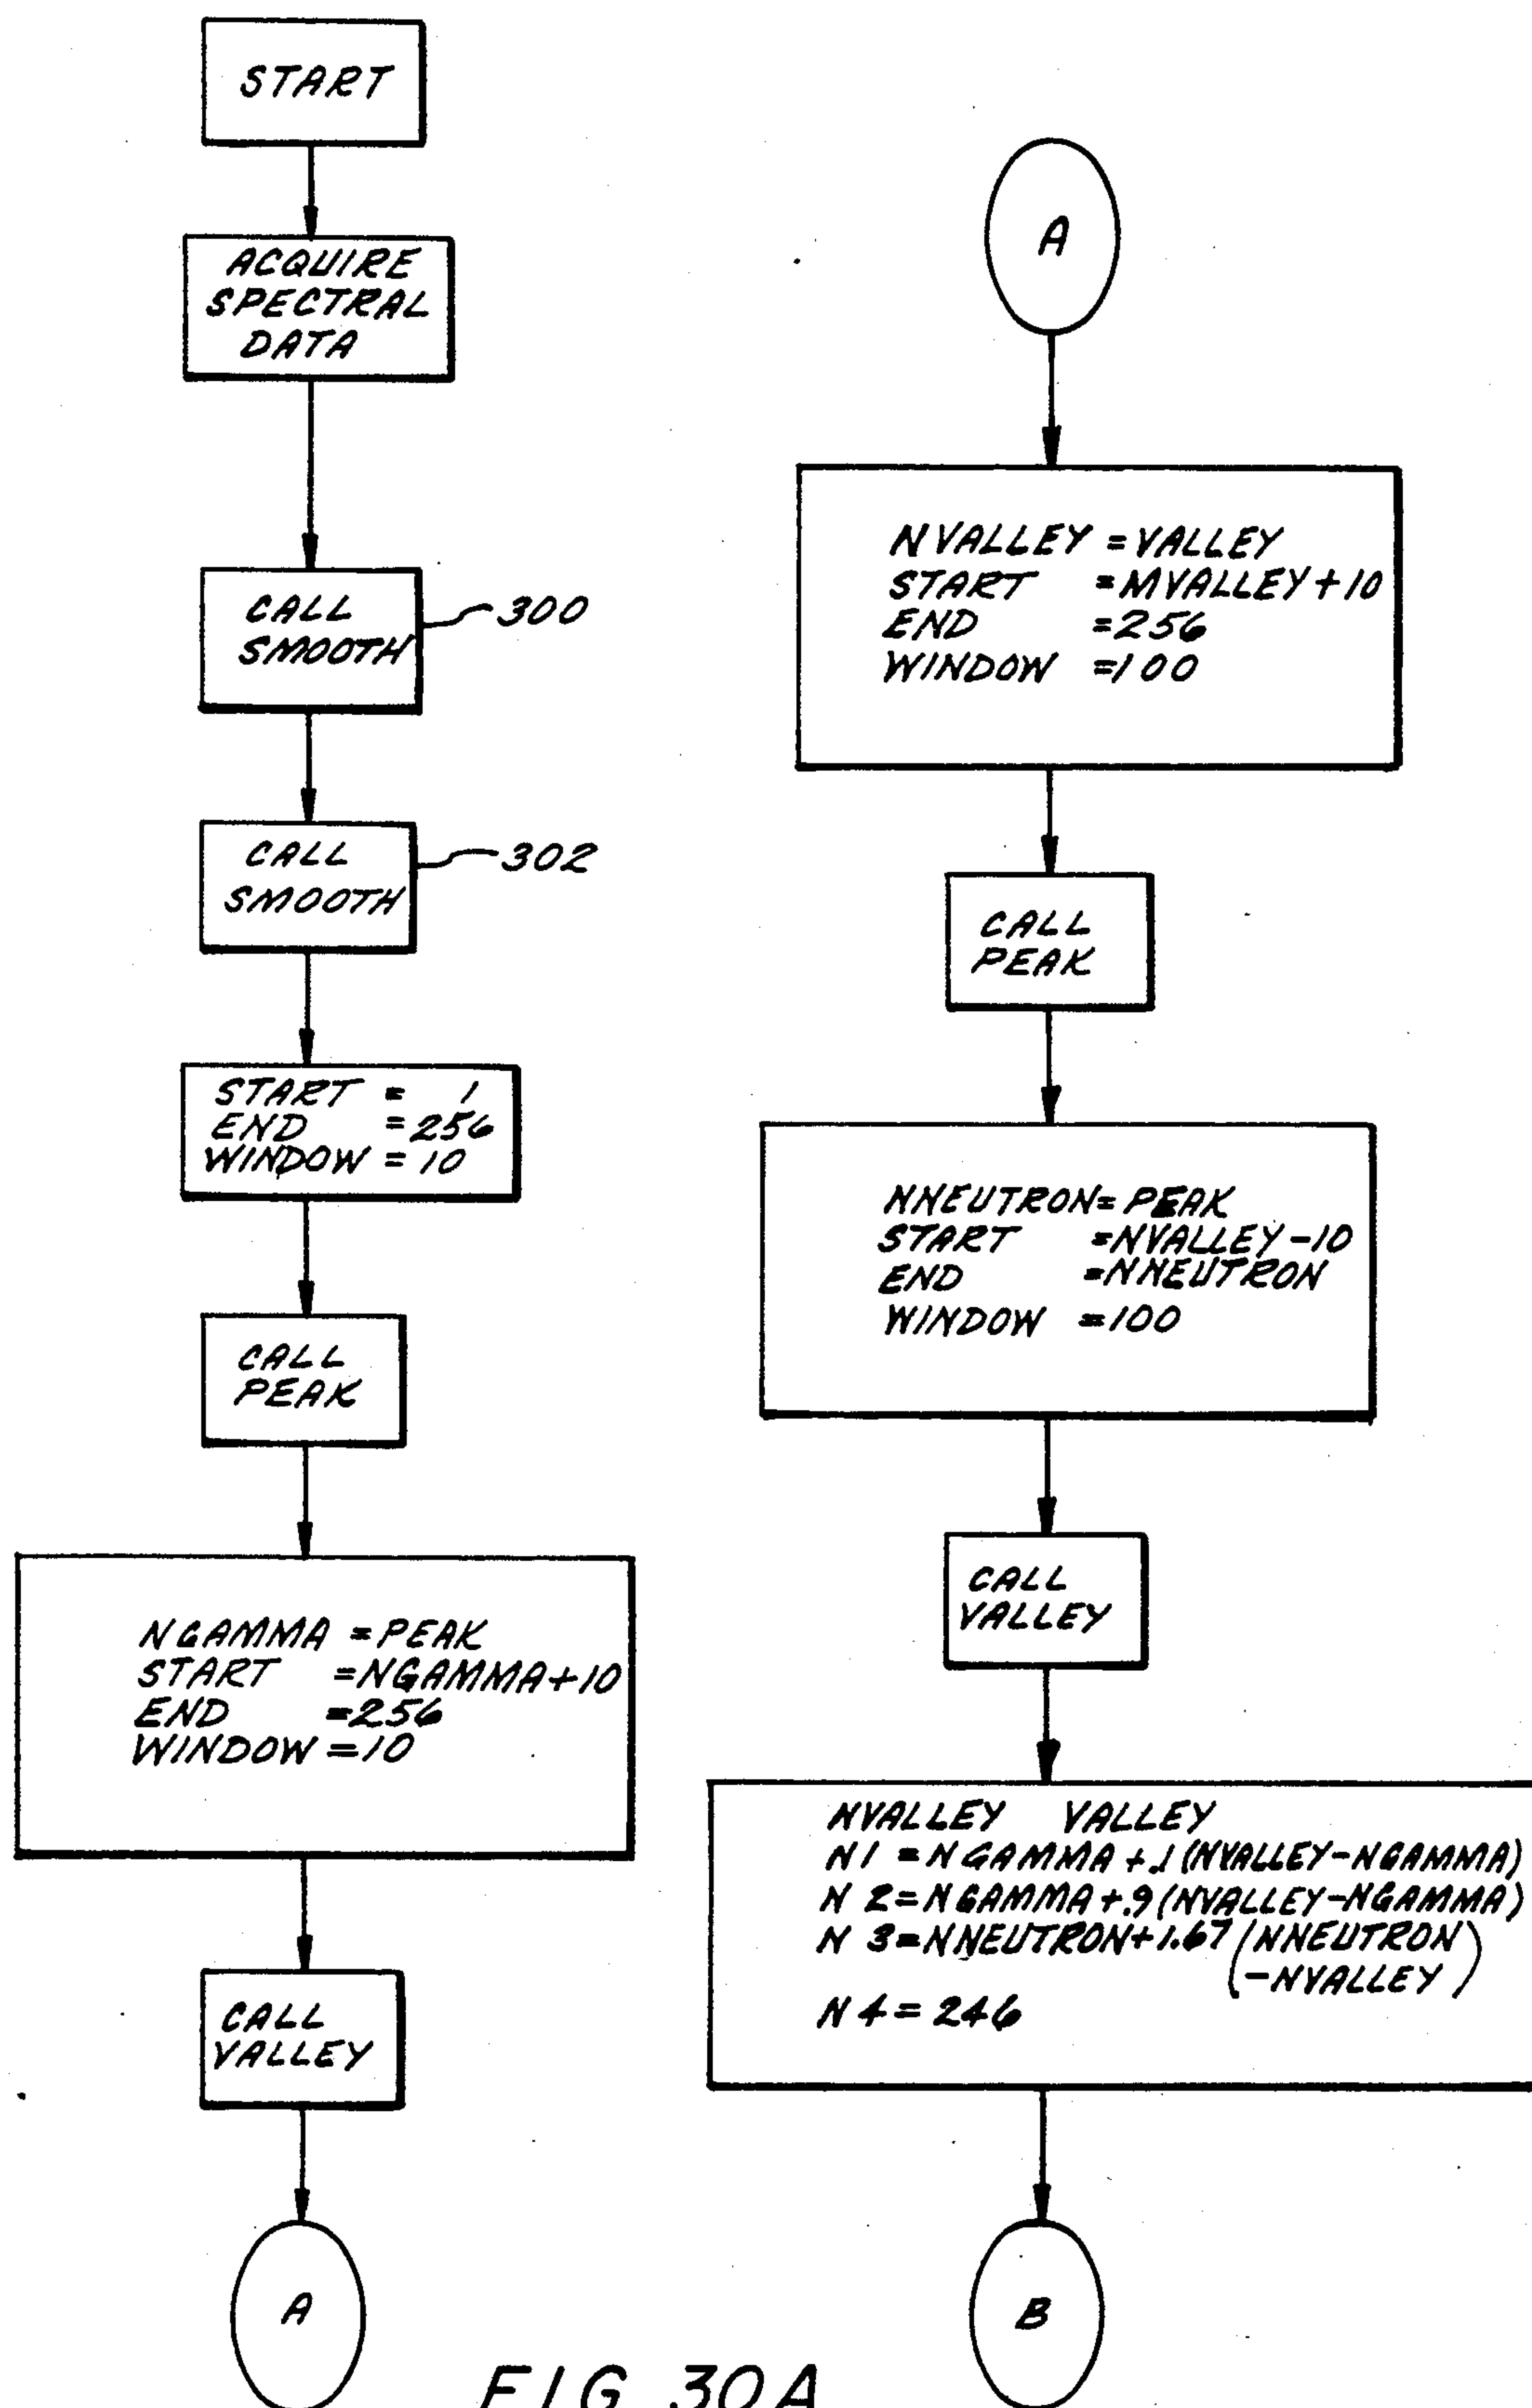 START
ACQUIRE
SPECTRAL
DATA
CALL
SMOOTH
300
CALL
SMOOTH
302
START = 1
END = 256
WINDOW = 10
CALL
PEAK
NGAMMA = PEAK
START = NGAMMA+10
END = 256
WINDOW = 10
CALL
VALLEY
A
A
NVALLEY = VALLEY
START = MVALLEY+10
END = 256
WINDOW = 100
CALL
PEAK
NNEUTRON = PEAK
START = NVALLEY-10
END = NNEUTRON
WINDOW = 100
CALL
VALLEY
NVALLEY VALLEY
N1 = NGAMMA+.1(NVALLEY-NGAMMA)
N2=NGAMMA+.9(NVALLEY-NGAMMA)
N3=NNEUTRON+1.67(NNEUTRON
-NVALLEY)
N4=246
B
FIG 30A